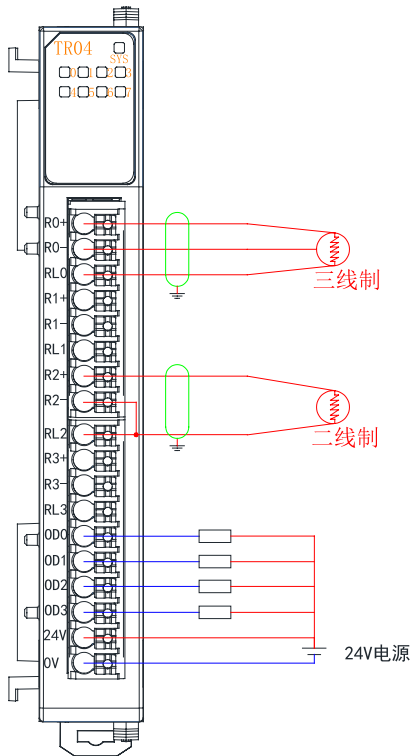 TR04
SYS
0 1 2 3
4 5 6 7
R0+
R0-
RL0
三线制
R1+
R1-
RL1
R2+
R2-
RL2
二线制
R3+
R3-
RL3
OD0
OD1
OD2
OD3
24V
0V
24V电源